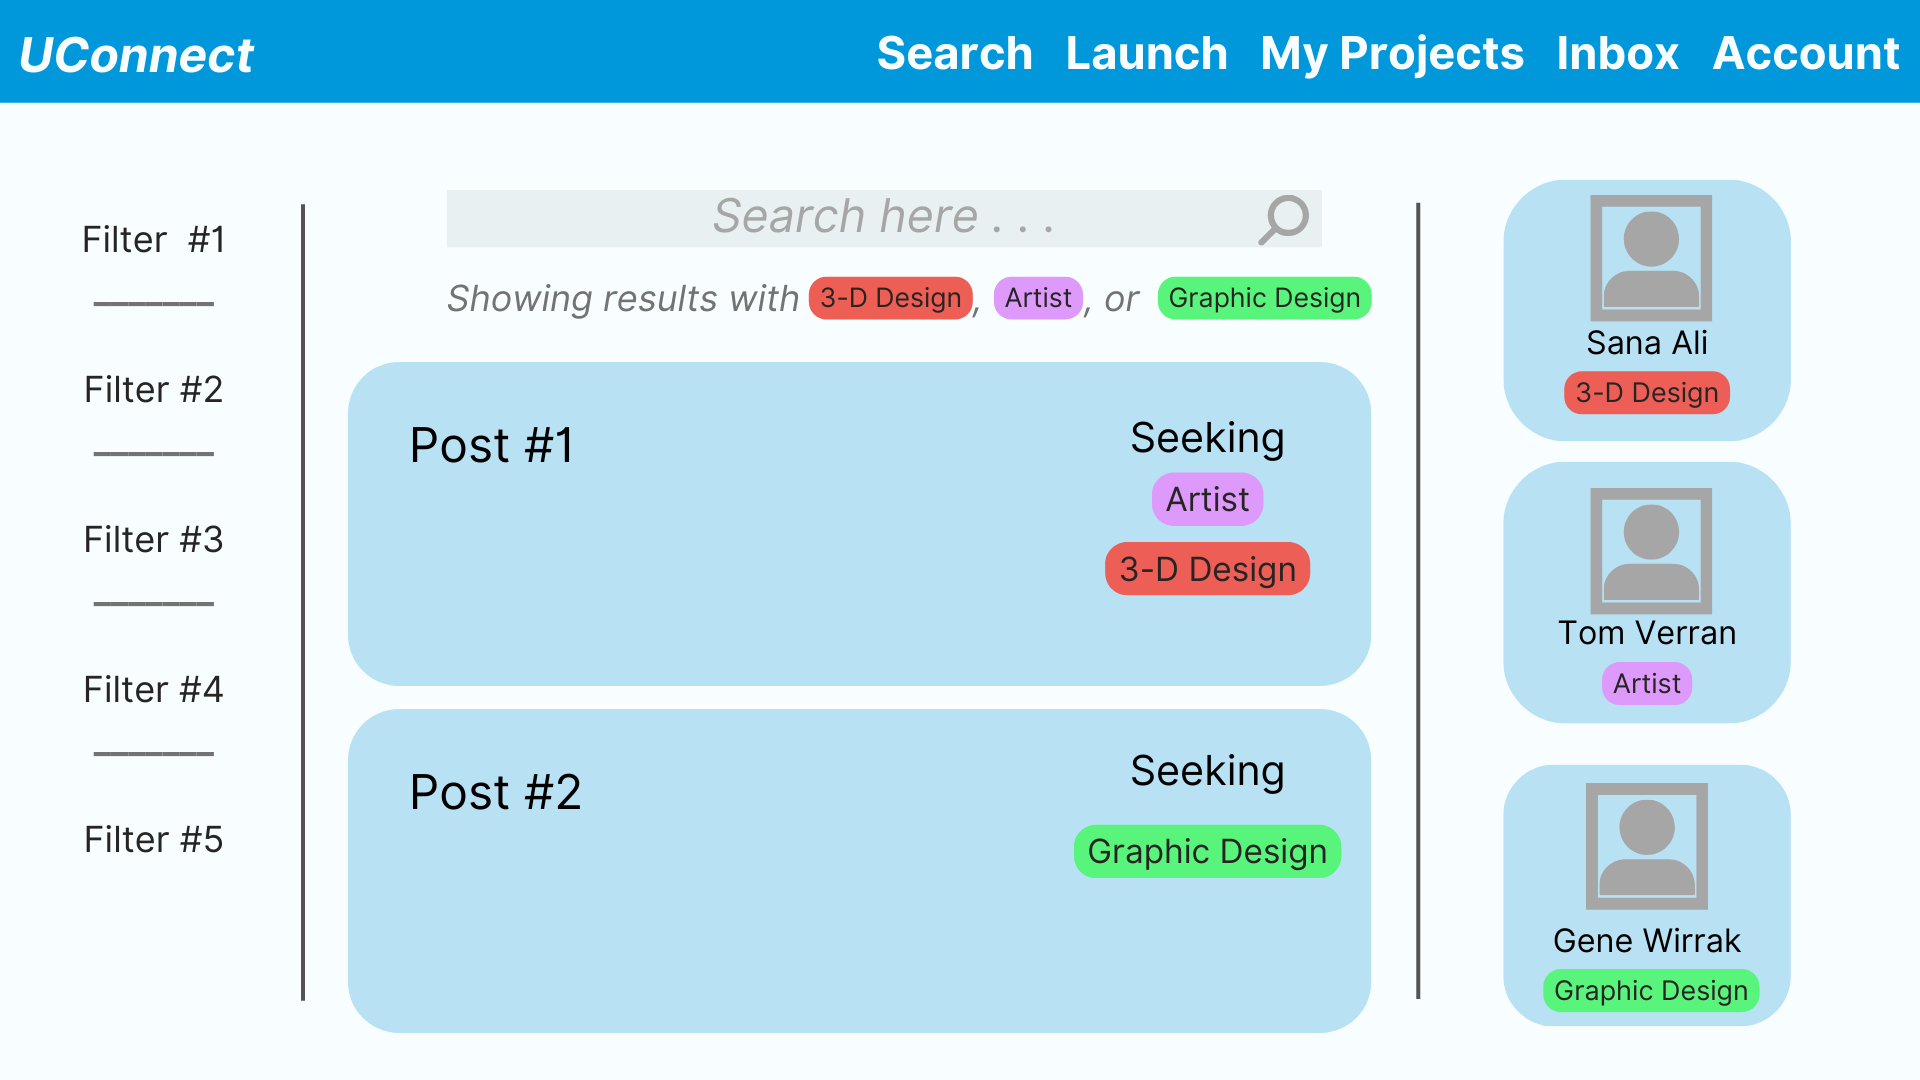 UConnect
Search Launch My Projects Inbox Account
Filter #1
Filter #2
Filter #3
Filter #4
Filter #5
Search here . . .
Showing results with 3-D Design, Artist, or Graphic Design
Post #1
Seeking
Artist
3-D Design
Post #2
Seeking
Graphic Design
Sana Ali
3-D Design
Tom Verran
Artist
Gene Wirrak
Graphic Design